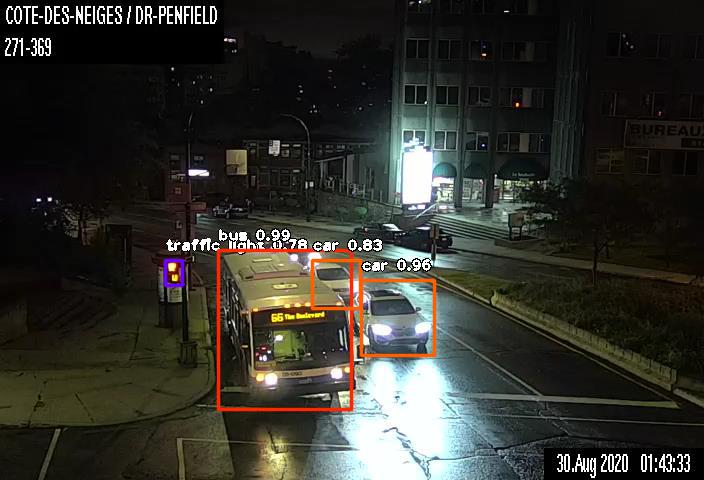 COTE-DES-NEIGES / DR-PENFIELD
271-369
BUREAUX
bus 0.99
traffic light 0.78 car 0.83
car 0.96
66 The Boulevard
30.Aug 2020 01:43:33